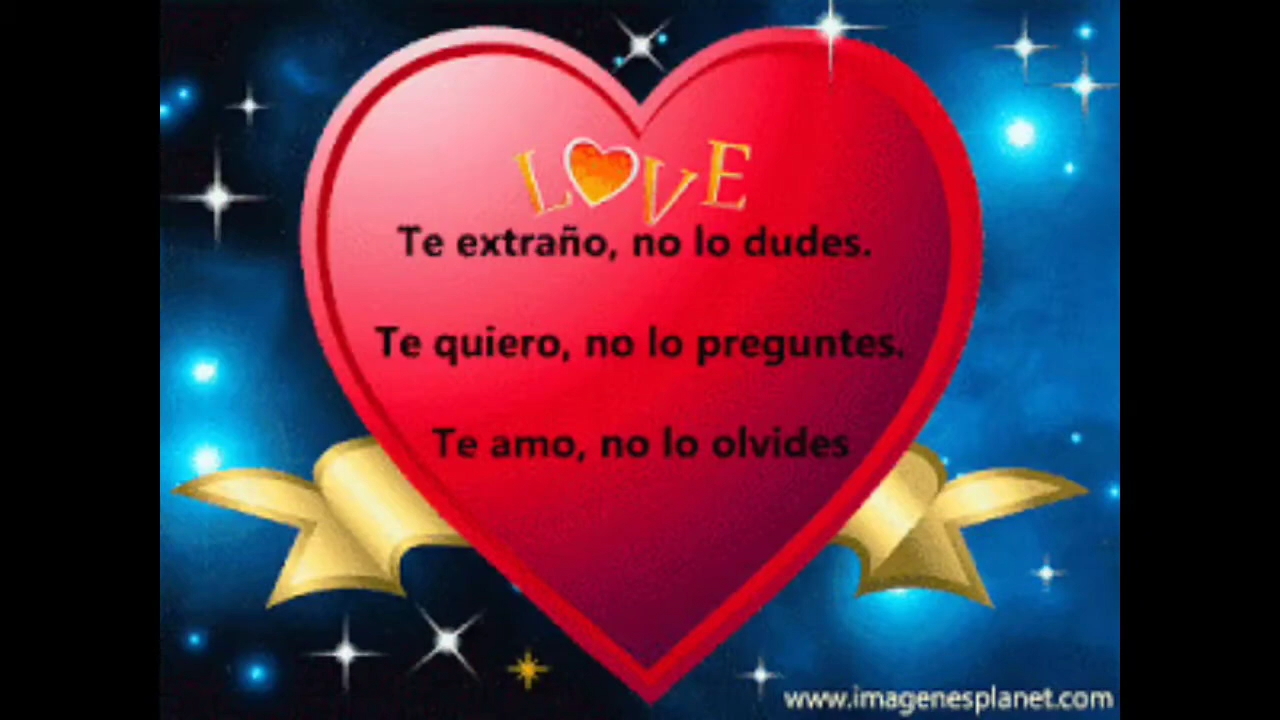 LOVE
Te extraño, no lo dudes.
Te quiero, no lo preguntes.
Te amo, no lo olvides
www.imagenesplanet.com